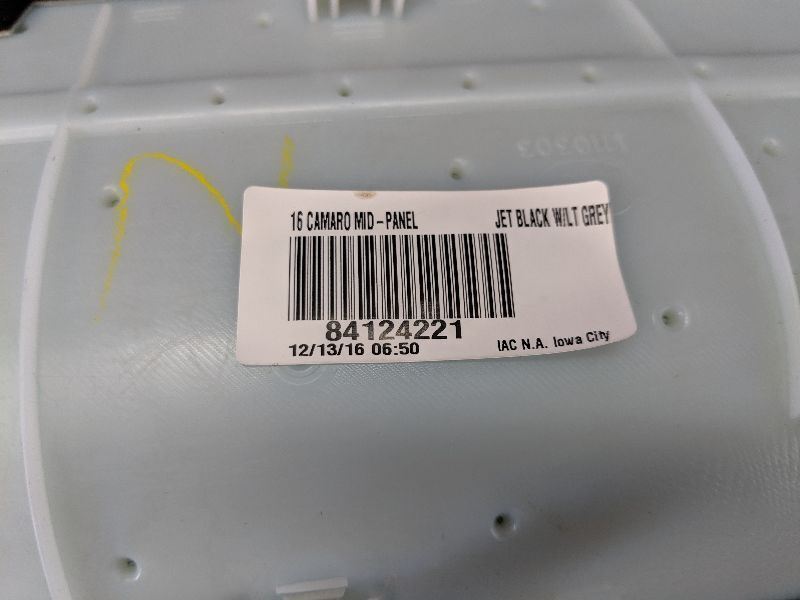 16 CAMARO MID-PANEL JET BLACK W/LT GREY
84124221
12/13/16 06:50 IAC N.A. Iowa City